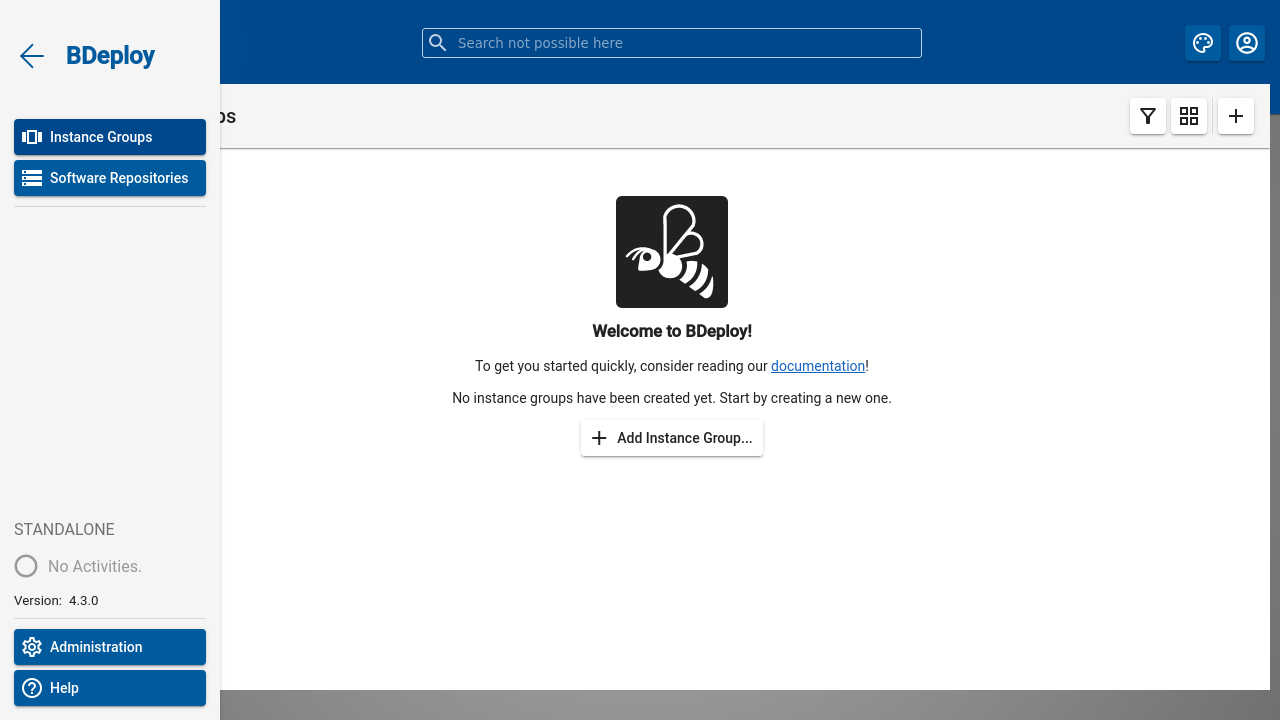 BDeploy
Search not possible here
Instance Groups
Software Repositories
Welcome to BDeploy!
To get you started quickly, consider reading our documentation!
No instance groups have been created yet. Start by creating a new one.
Add Instance Group...
STANDALONE
No Activities.
Version: 4.3.0
Administration
Help